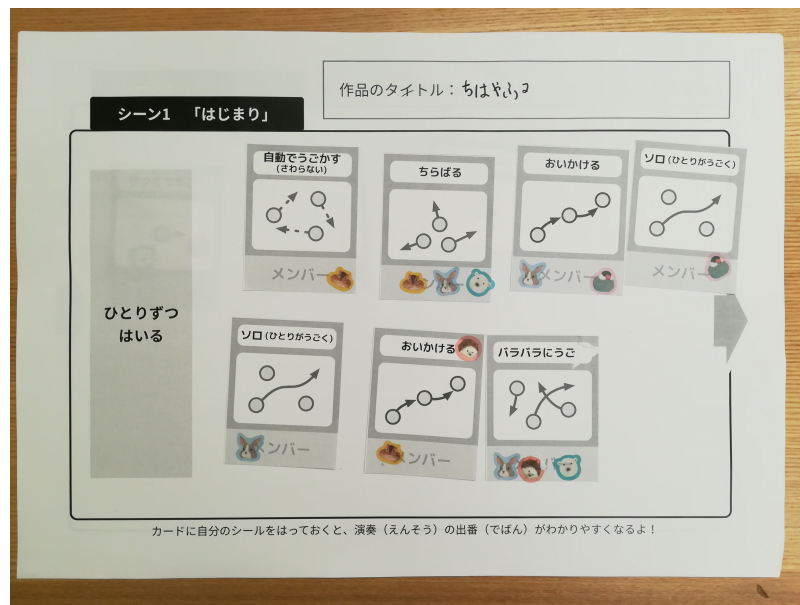 作品のタイトル：ちはやふる
シーン1 「はじまり」
ひとりずつ
はいる
自動でうごかす
(さわらない)
メンバー
ちらばる
おいかける
メンバー
ソロ(ひとりがうごく)
メンバー
ソロ(ひとりがうごく)
ンバー
おいかける
ンバー
バラバラにうご
カードに自分のシールをはっておくと、演奏（えんそう）の出番（でばん）がわかりやすくなるよ！